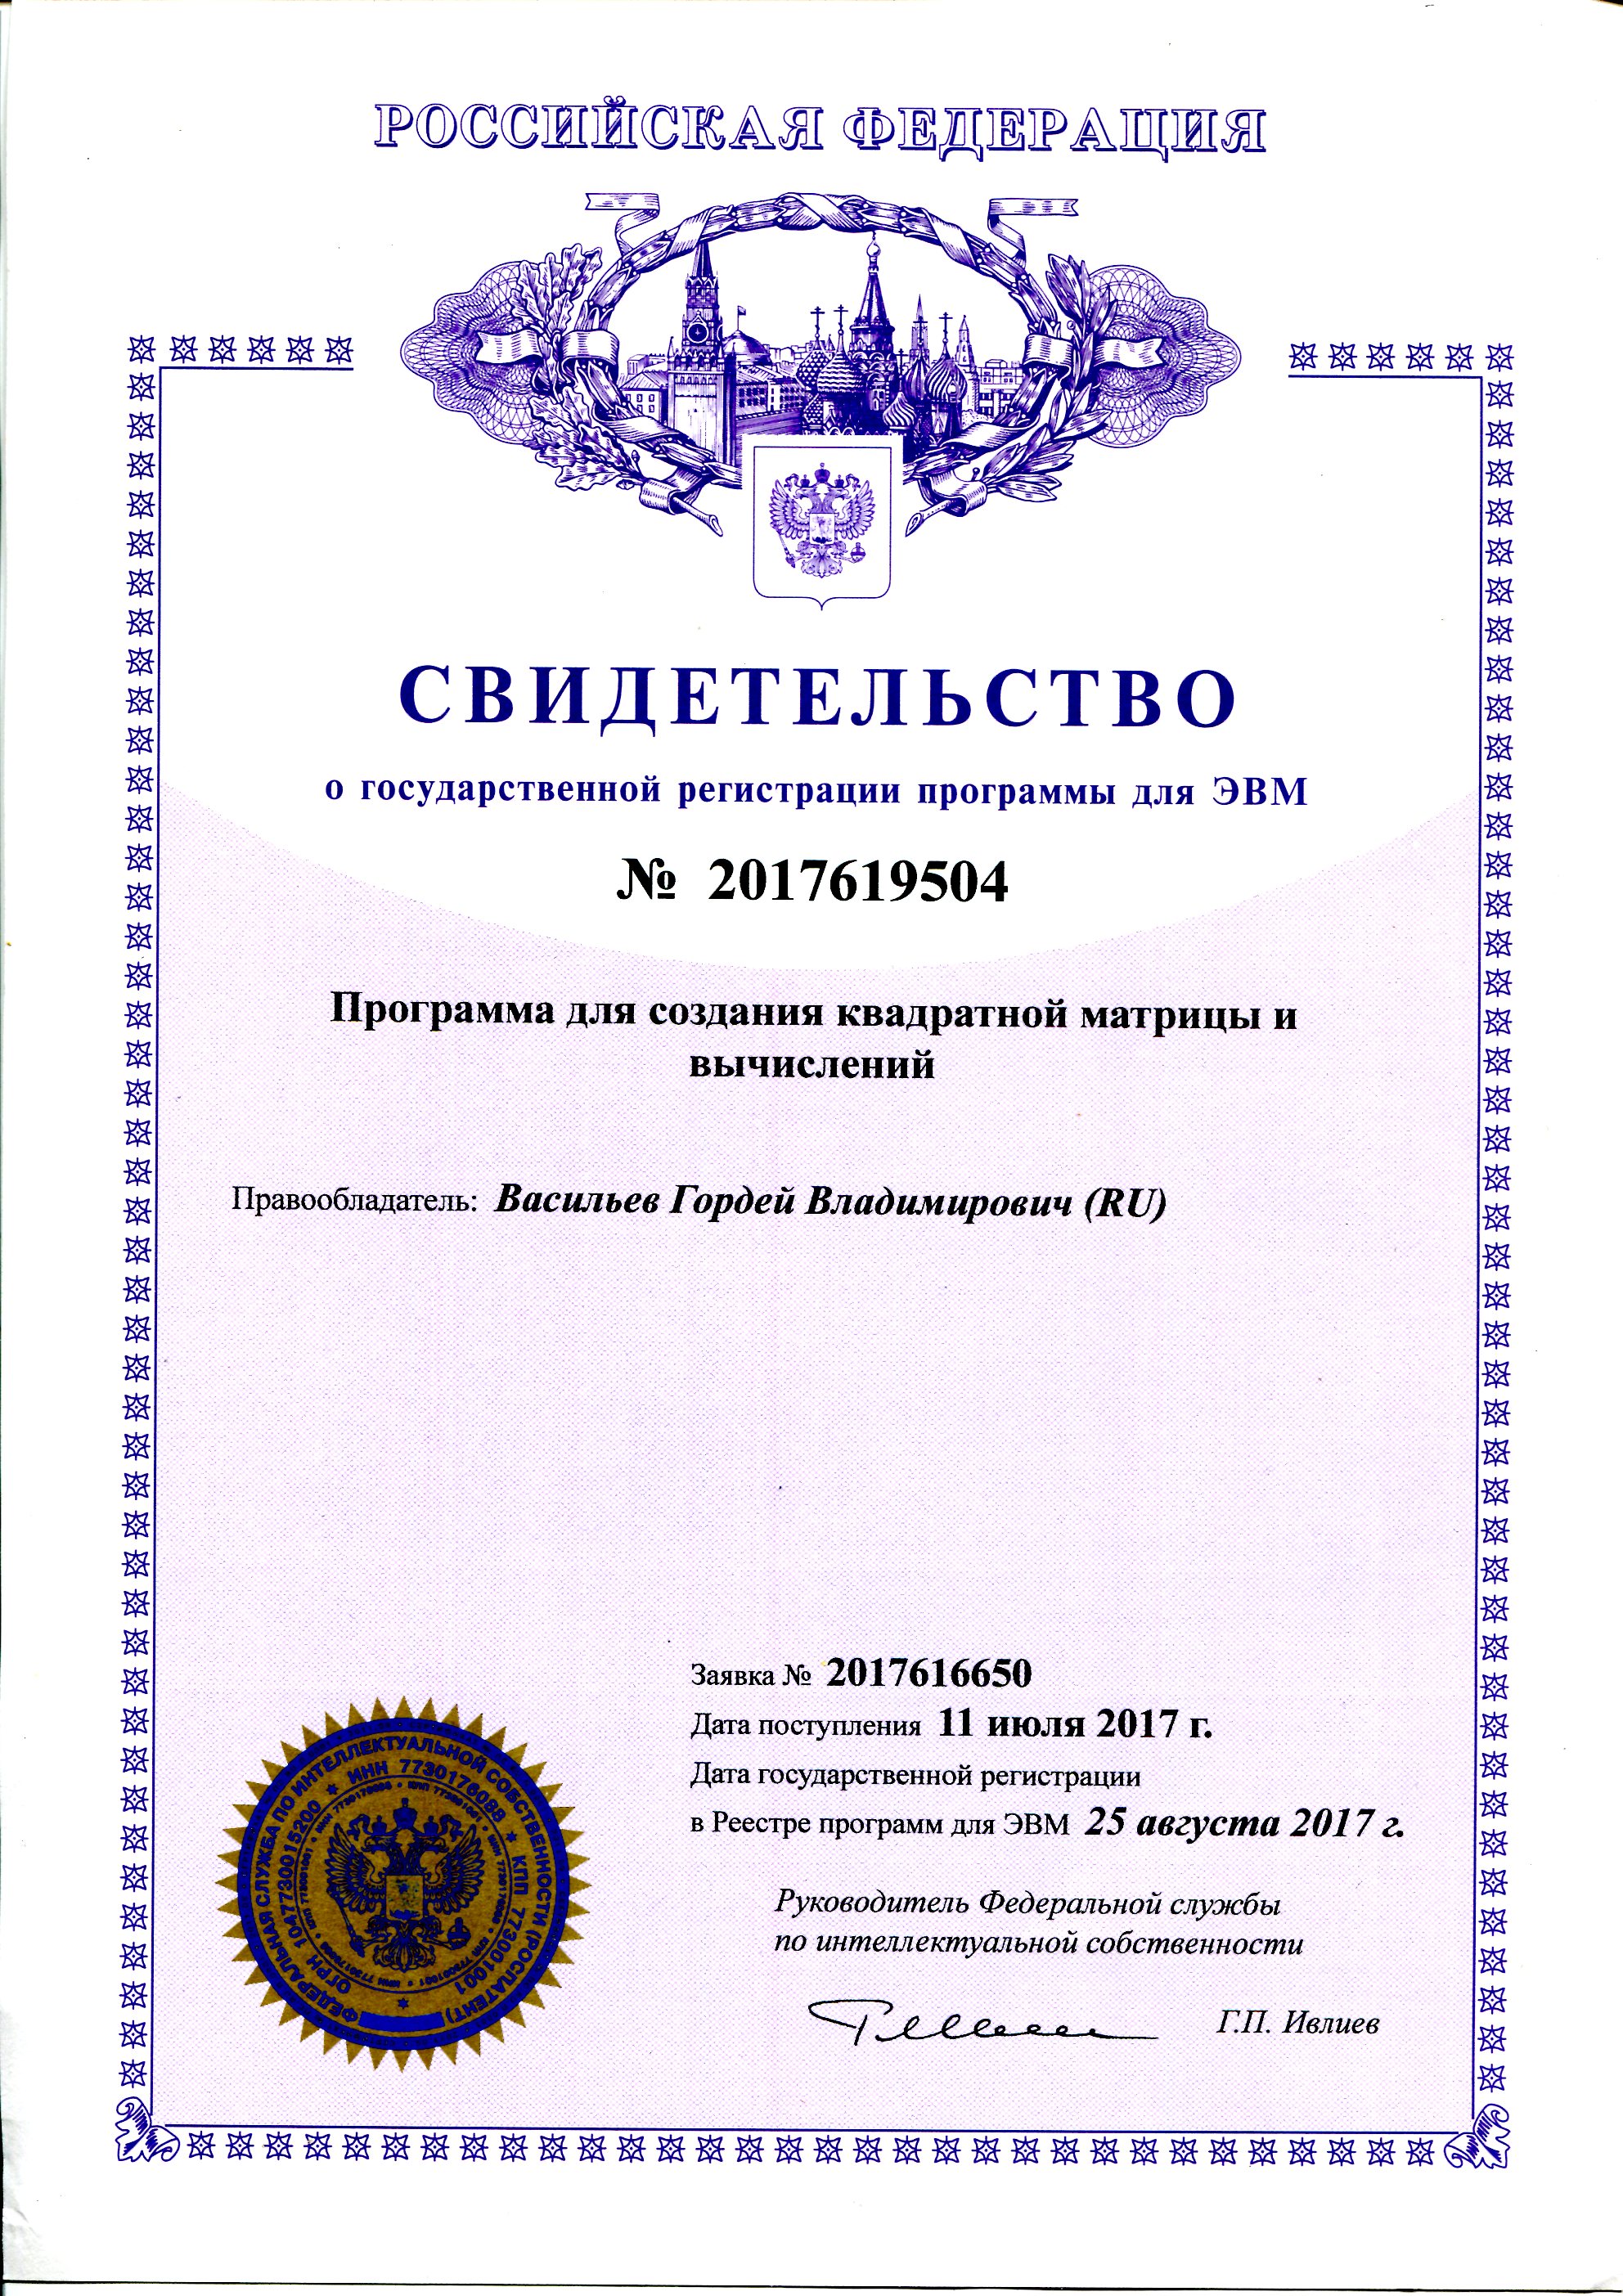 РОССИЙСКАЯ ФЕДЕРАЦИЯ
СВИДЕТЕЛЬСТВО
о государственной регистрации программы для ЭВМ
№ 2017619504
Программа для создания квадратной матрицы и
вычислений
Правообладатель: Васильев Гордей Владимирович (RU)
Заявка № 2017616650
Дата поступления 11 июля 2017 г.
Дата государственной регистрации
в Реестре программ для ЭВМ 25 августа 2017 г.
Руководитель Федеральной службы
по интеллектуальной собственности
Г.П. Ивлиев
ФЕДЕРАЛЬНАЯ СЛУЖБА ПО ИНТЕЛЛЕКТУАЛЬНОЙ СОБСТВЕННОСТИ (РОСПАТЕНТ)
ОГРН 1047730015200 * ИНН 7730176088 * КПП 773001001